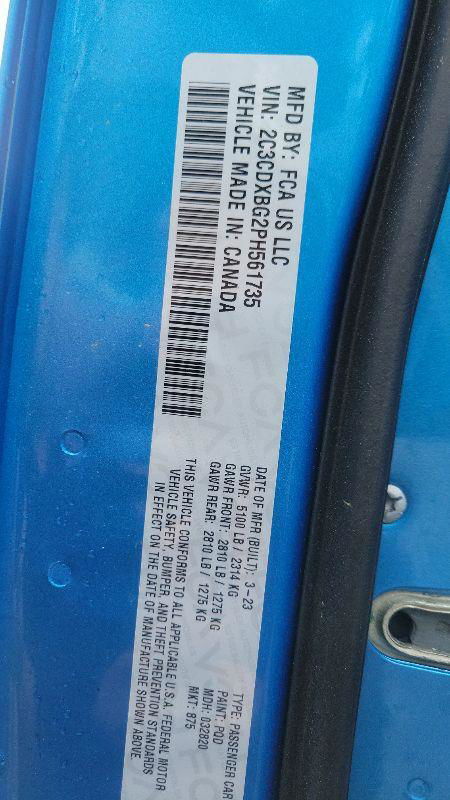 MFD BY: FCA US LLC
VIN: 2C3CDXBG2PH561735
VEHICLE MADE IN: CANADA
DATE OF MFR (BUILT): 3-23
GVWR: 5100 LB / 2314 KG
GAWR FRONT: 2810 LB / 1275 KG
GAWR REAR: 2810 LB / 1275 KG
THIS VEHICLE CONFORMS TO ALL APPLICABLE U.S.A. FEDERAL MOTOR
VEHICLE SAFETY, BUMPER, AND THEFT PREVENTION STANDARDS
IN EFFECT ON THE DATE OF MANUFACTURE SHOWN ABOVE
TYPE: PASSENGER CAR
PAINT: PQD
MDH: 032820
MKT: 875